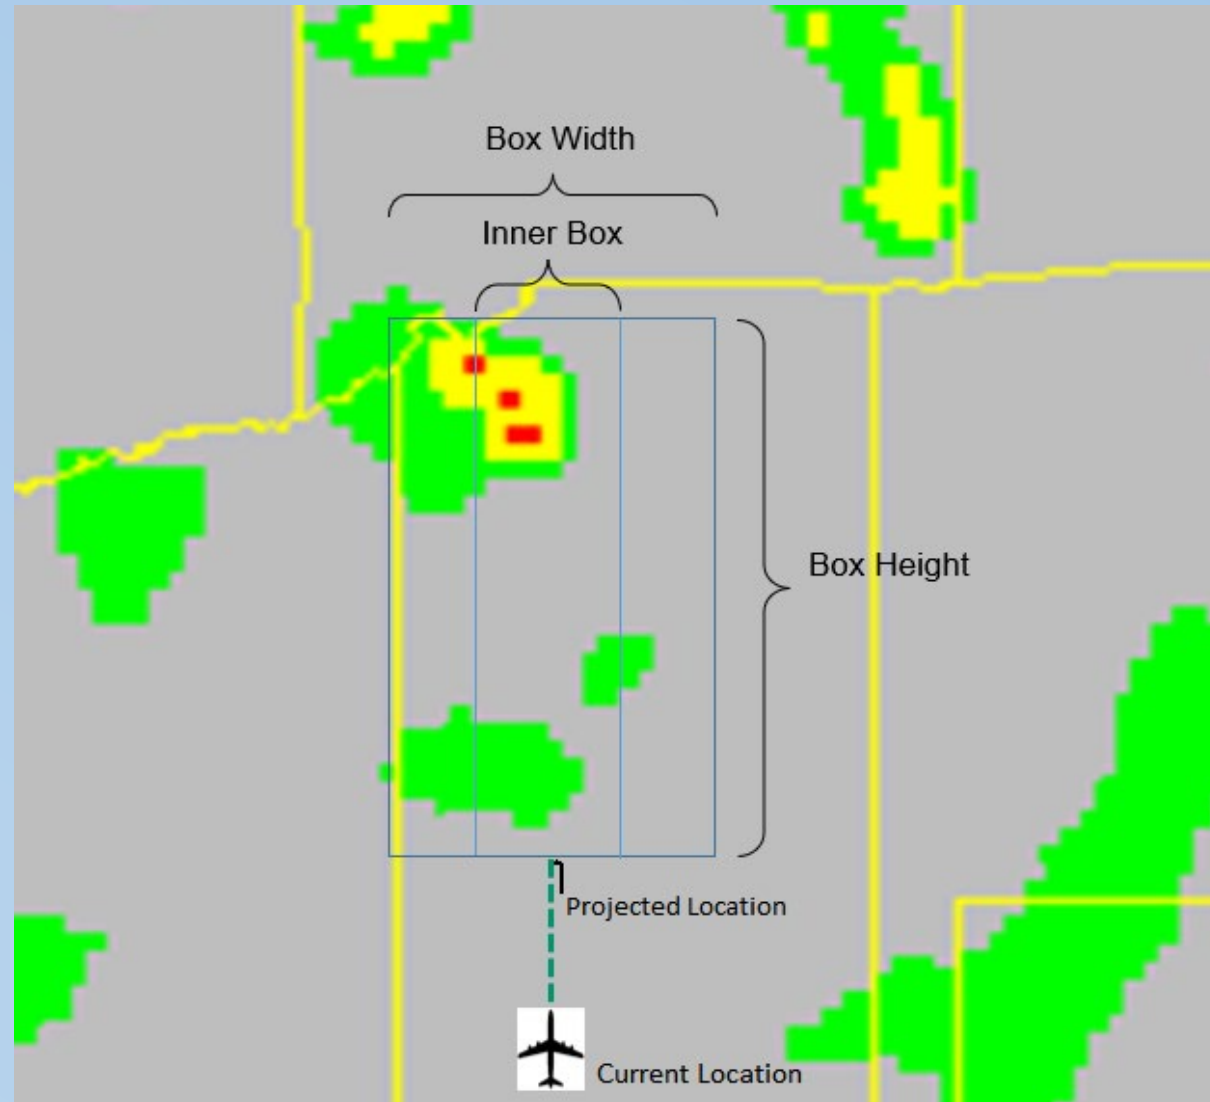 Box Width
Inner Box
Box Height
Projected Location
Current Location